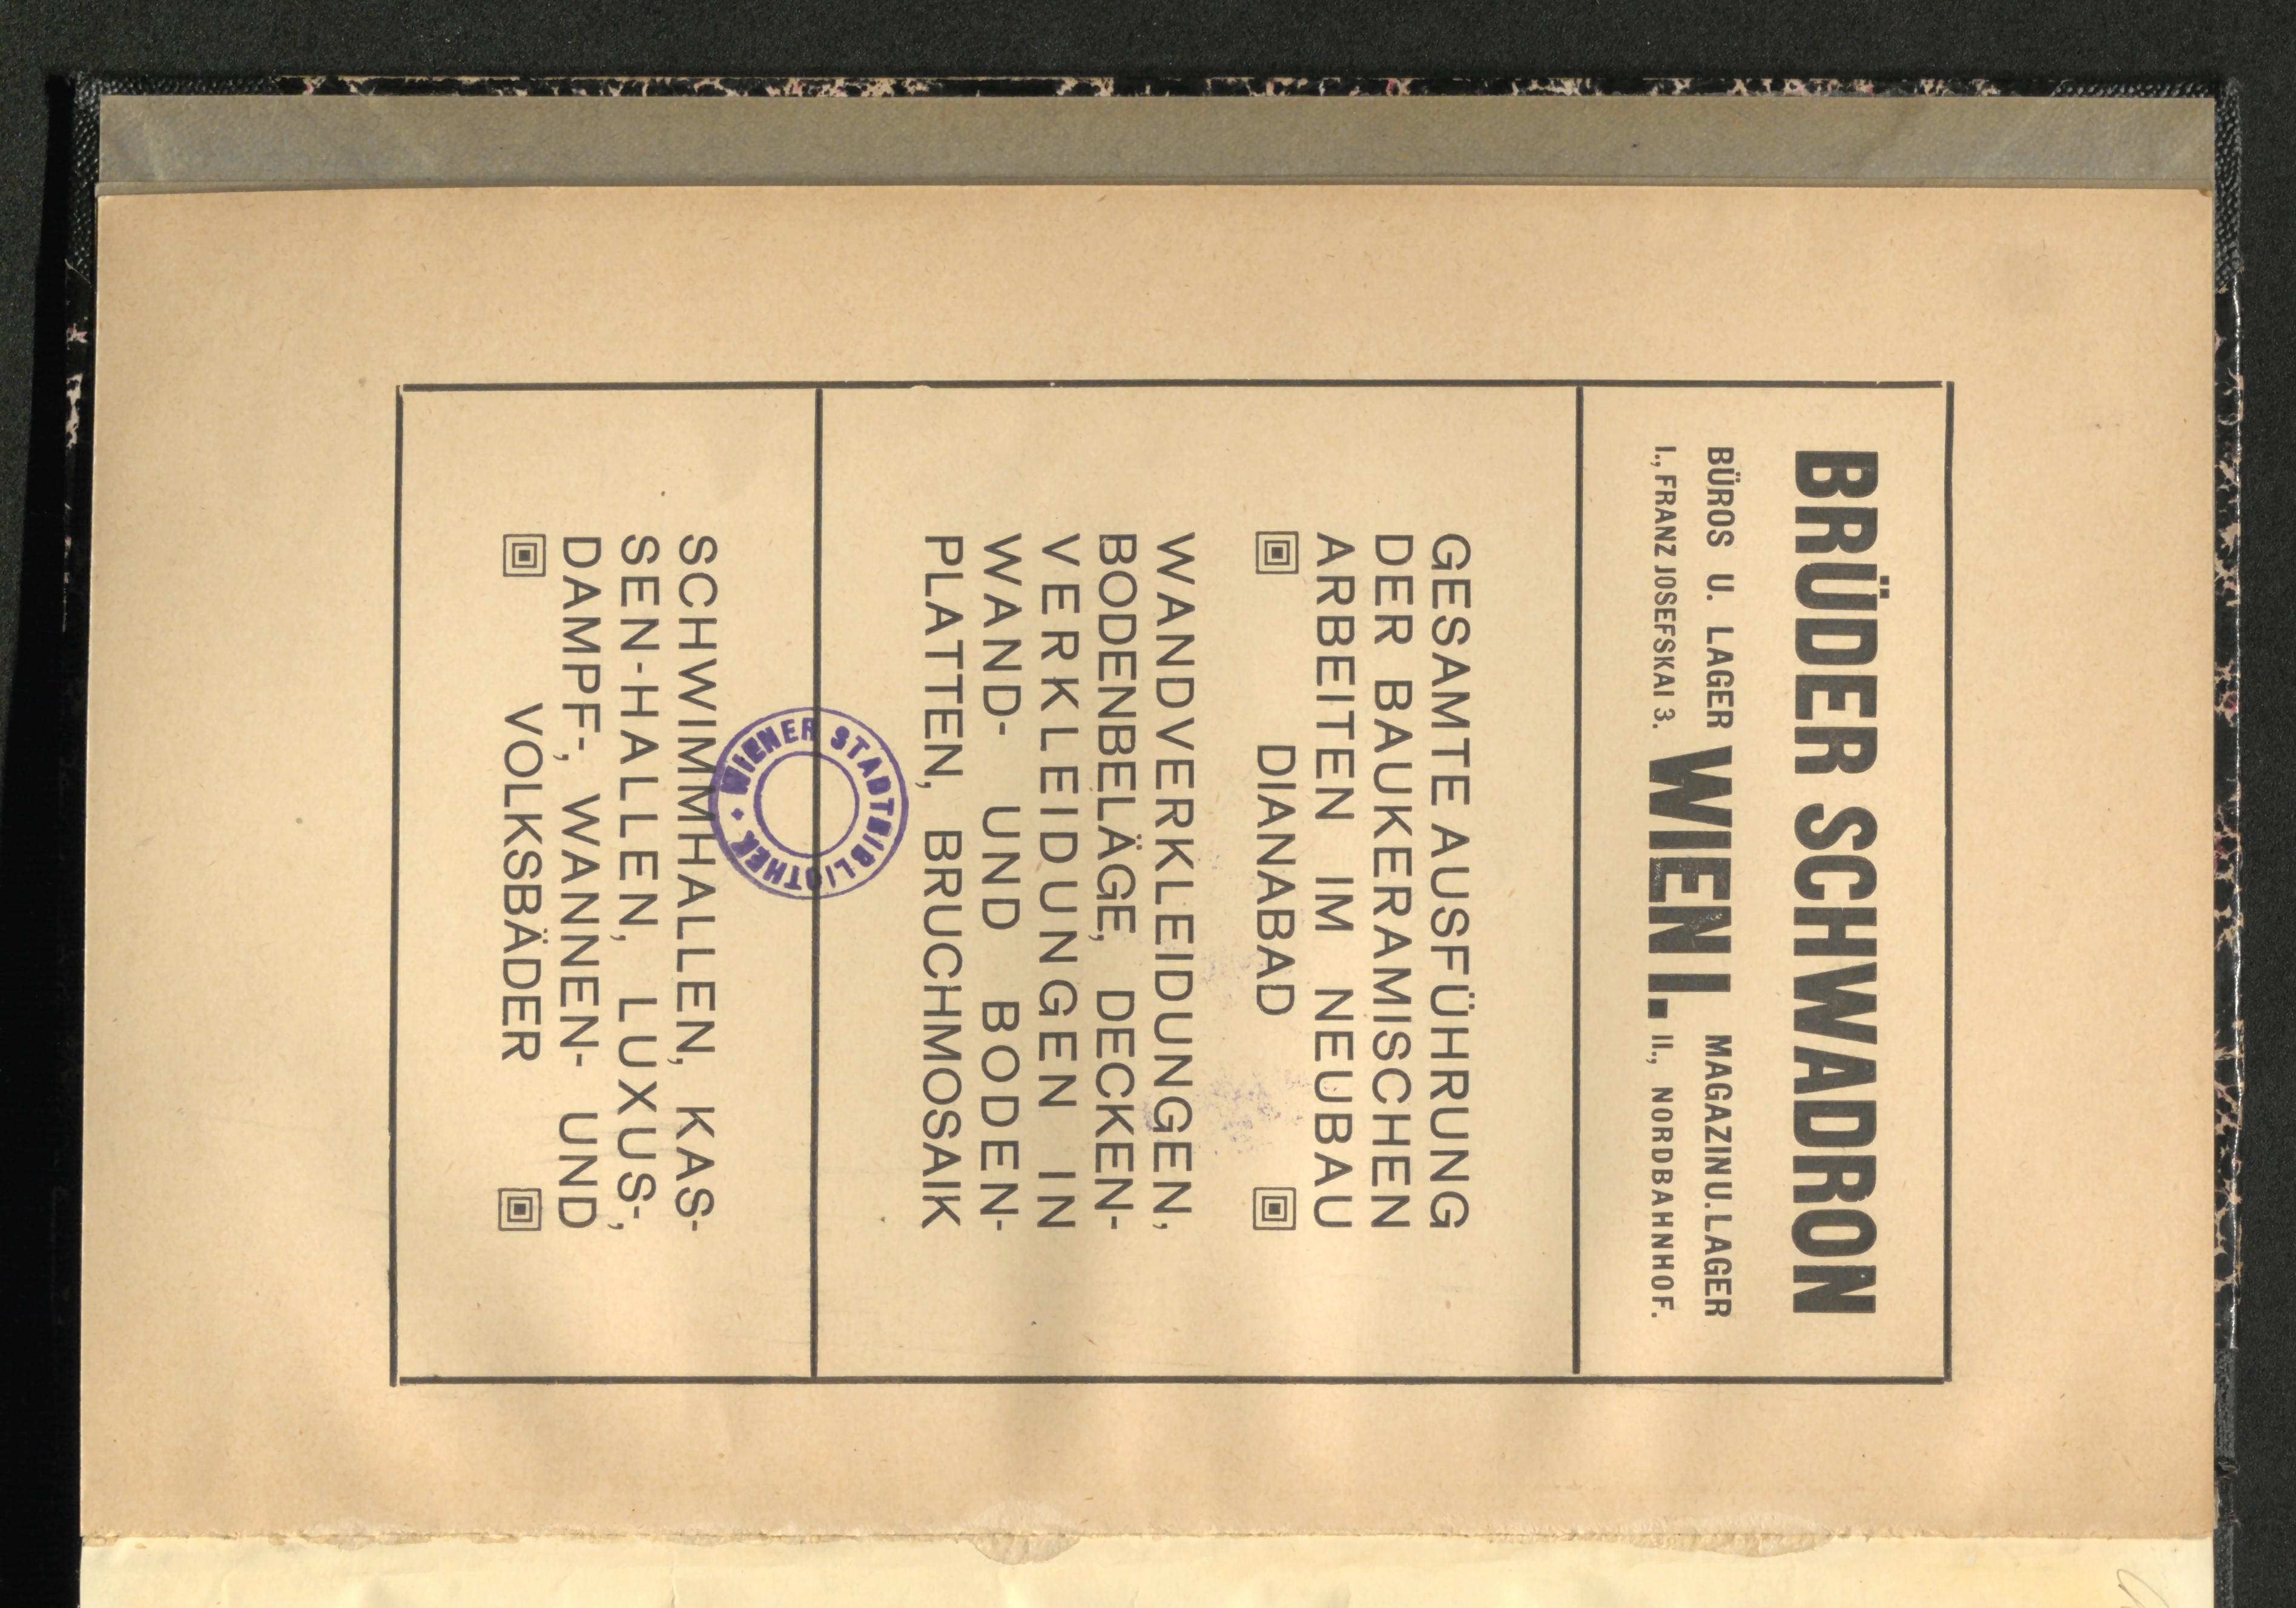 BRÜDER SCHWADRON
BÜROS U. LAGER
I., FRANZ JOSEFSKAI 3.
WIEN I.
MAGAZIN U. LAGER
II., NORDBAHNHOF.
GESAMTE AUSFÜHRUNG
DER BAUKERAMISCHEN
ARBEITEN IM NEUBAU
DIANABAD
WANDVERKLEIDUNGEN,
BODENBELÄGE, DECKEN-
VERKLEIDUNGEN IN
WAND- UND BODEN-
PLATTEN, BRUCHMOSAIK
WIENER STADTBIBLIOTHEK
SCHWIMMHALLEN, KAS-
SEN-HALLEN, LUXUS-,
DAMPF-, WANNEN- UND
VOLKSBÄDER